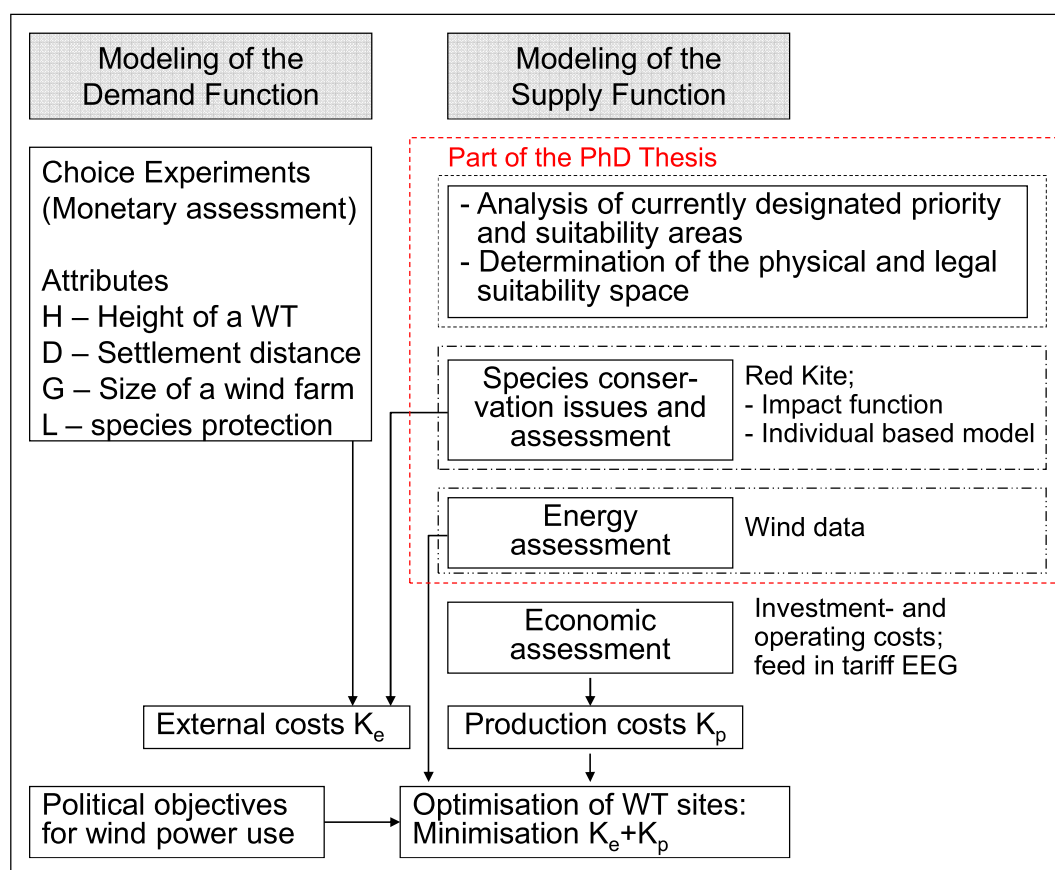 Modeling of the
Demand Function
Modeling of the
Supply Function
Choice Experiments
(Monetary assessment)
Attributes
H – Height of a WT
D – Settlement distance
G – Size of a wind farm
L – species protection
Part of the PhD Thesis
- Analysis of currently designated priority
and suitability areas
- Determination of the physical and legal
suitability space
Species conser-
vation issues and
assessment
Red Kite;
- Impact function
- Individual based model
Energy
assessment
Wind data
Economic
assessment
Investment- and
operating costs;
feed in tariff EEG
External costs Ke
Production costs Kp
Political objectives
for wind power use
Optimisation of WT sites:
Minimisation Ke+Kp